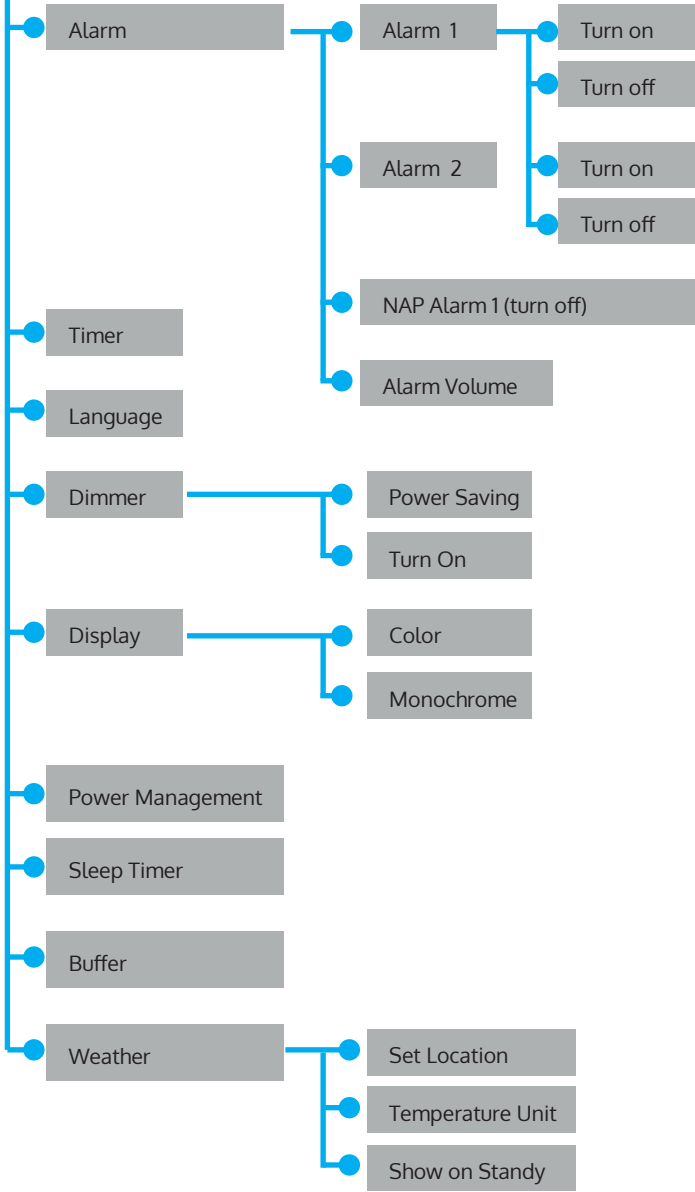 Alarm
Alarm 1
Turn on
Turn off
Alarm 2
Turn on
Turn off
NAP Alarm 1 (turn off)
Alarm Volume
Timer
Language
Dimmer
Power Saving
Turn On
Display
Color
Monochrome
Power Management
Sleep Timer
Buffer
Weather
Set Location
Temperature Unit
Show on Standy